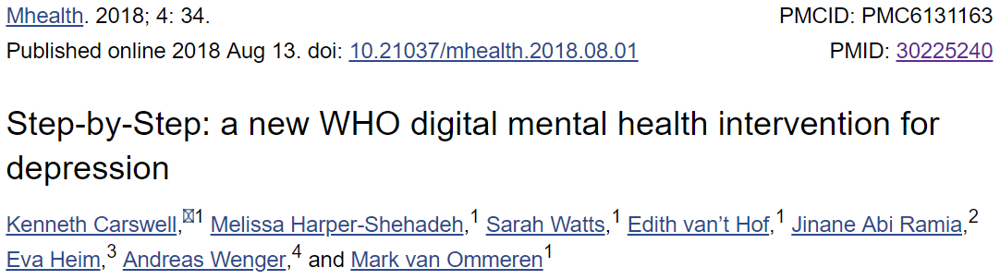 Mhealth. 2018; 4: 34. PMCID: PMC6131163
Published online 2018 Aug 13. doi: 10.21037/mhealth.2018.08.01 PMID: 30225240
Step-by-Step: a new WHO digital mental health intervention for
depression
Kenneth Carswell,1 Melissa Harper-Shehadeh,1 Sarah Watts,1 Edith van’t Hof,1 Jinane Abi Ramia,2
Eva Heim,3 Andreas Wenger,4 and Mark van Ommeren1